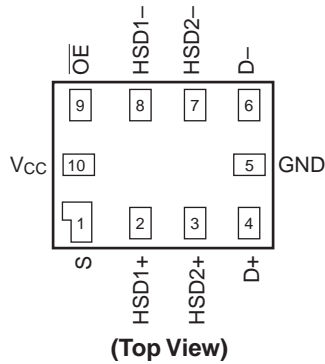 OE HSD1– HSD2– D–
9 8 7 6
VCC 10 5 GND
1 2 3 4
S HSD1+ HSD2+ D+
(Top View)